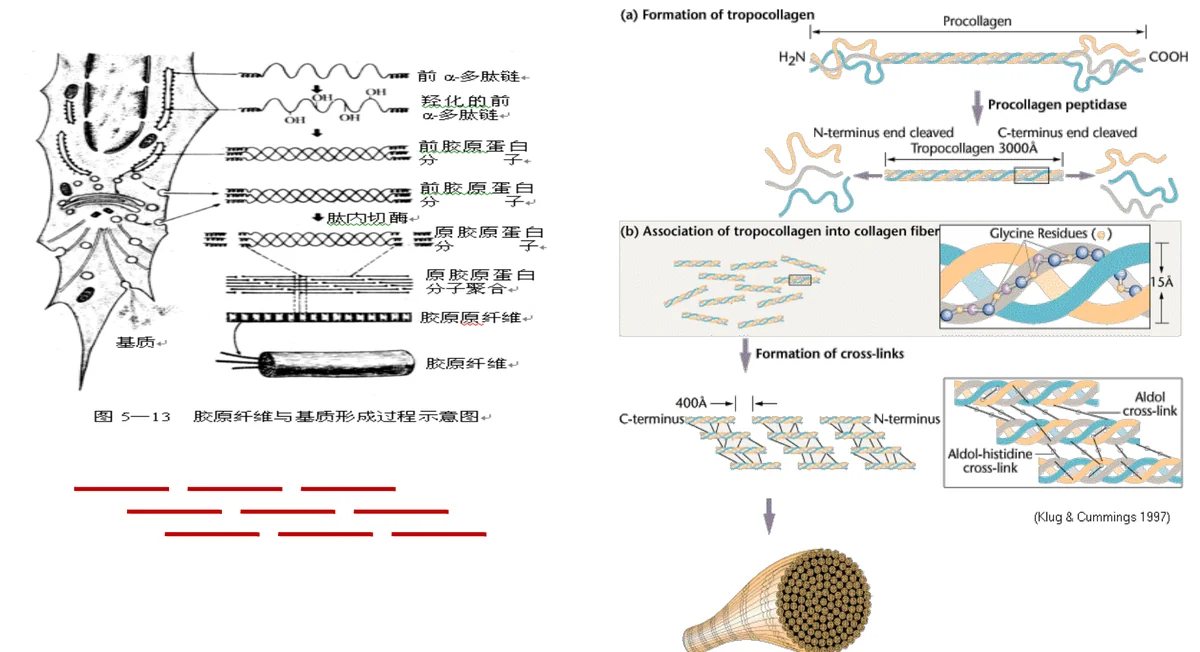 前 α-多肽链
OH OH
OH OH
羟化的前
α-多肽链
前胶原蛋白
分 子
前胶原蛋白
分 子
肽内切酶
原胶原蛋白
分 子
原胶原蛋白
分子聚合
胶原原纤维
胶原纤维
基质
图 5—13 胶原纤维与基质形成过程示意图
(a) Formation of tropocollagen
Procollagen
H₂N
COOH
Procollagen peptidase
N-terminus end cleaved C-terminus end cleaved
Tropocollagen 3000Å
(b) Association of tropocollagen into collagen fiber
Glycine Residues ( )
15Å
Formation of cross-links
400Å
C-terminus
N-terminus
Aldol
cross-link
Aldol-histidine
cross-link
(Klug & Cummings 1997)